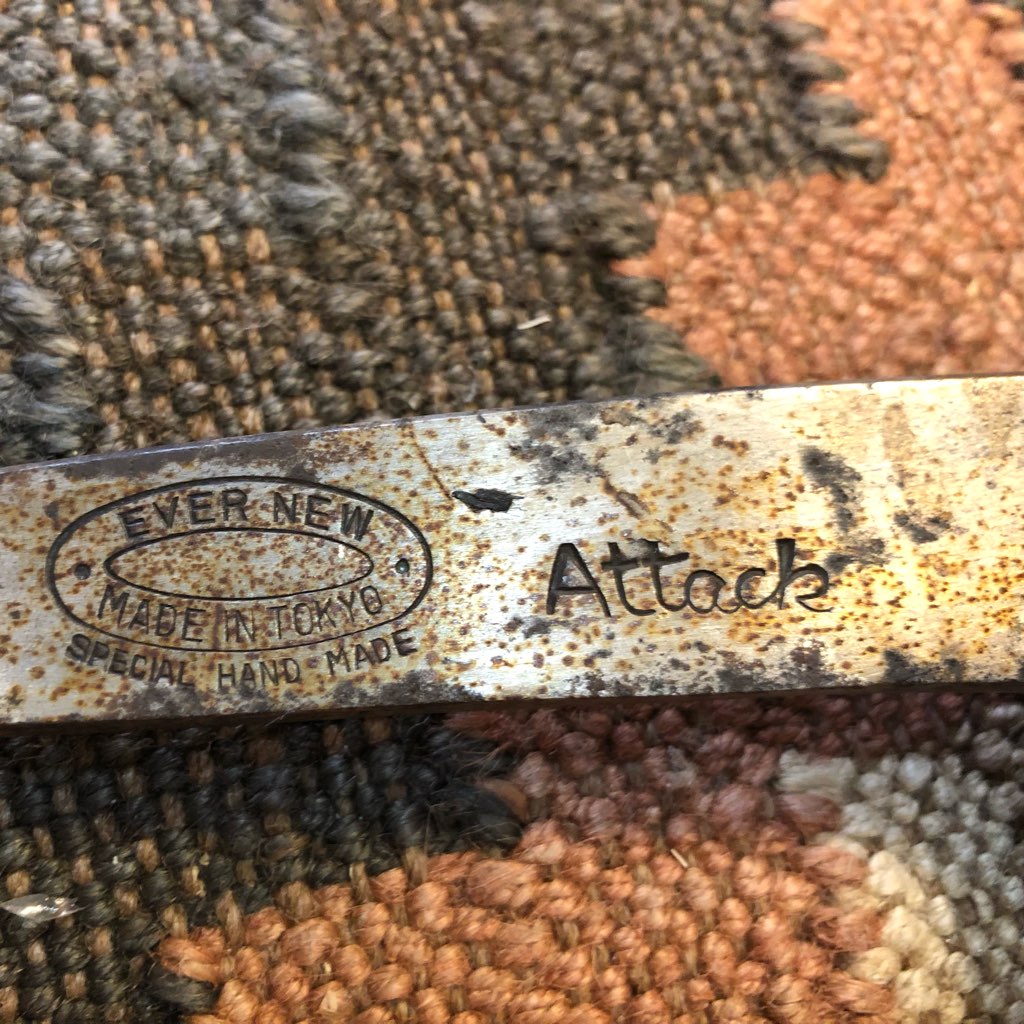 EVER NEW
MADE IN TOKYO
SPECIAL HAND MADE
Attack